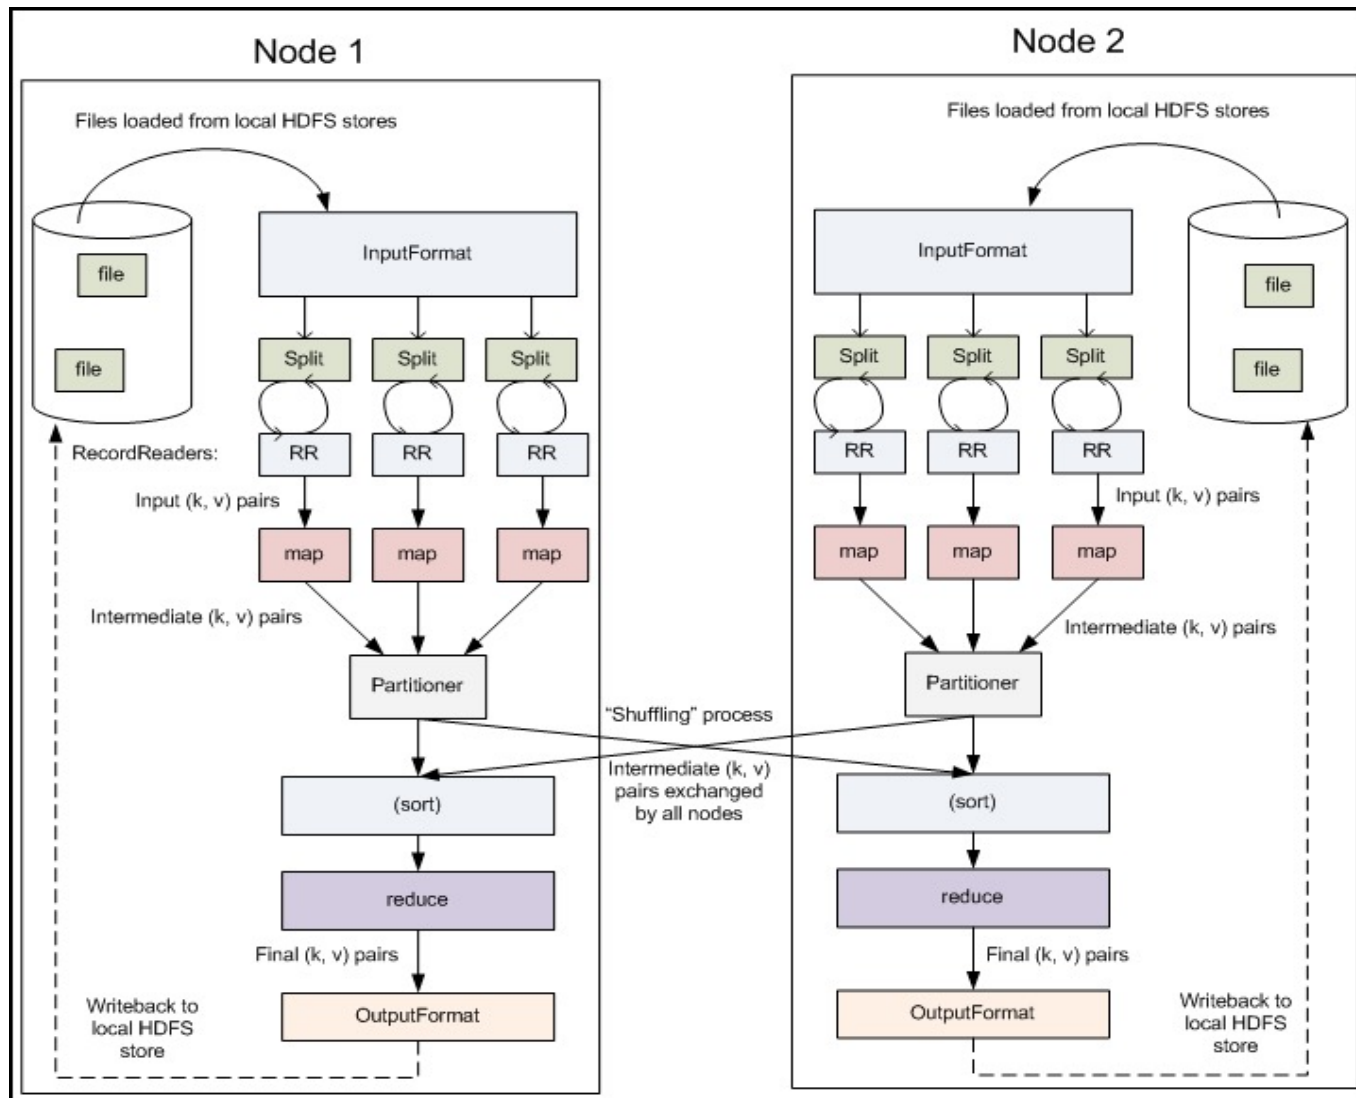 Node 1
Files loaded from local HDFS stores
InputFormat
file
file
Split Split Split
RecordReaders:
RR RR RR
Input (k, v) pairs
map map map
Intermediate (k, v) pairs
Partitioner
(sort)
reduce
Final (k, v) pairs
OutputFormat
Writeback to
local HDFS
store
"Shuffling" process
Intermediate (k, v)
pairs exchanged
by all nodes
Node 2
Files loaded from local HDFS stores
InputFormat
file
file
Split Split Split
RR RR RR
Input (k, v) pairs
map map map
Intermediate (k, v) pairs
Partitioner
(sort)
reduce
Final (k, v) pairs
OutputFormat
Writeback to
local HDFS
store